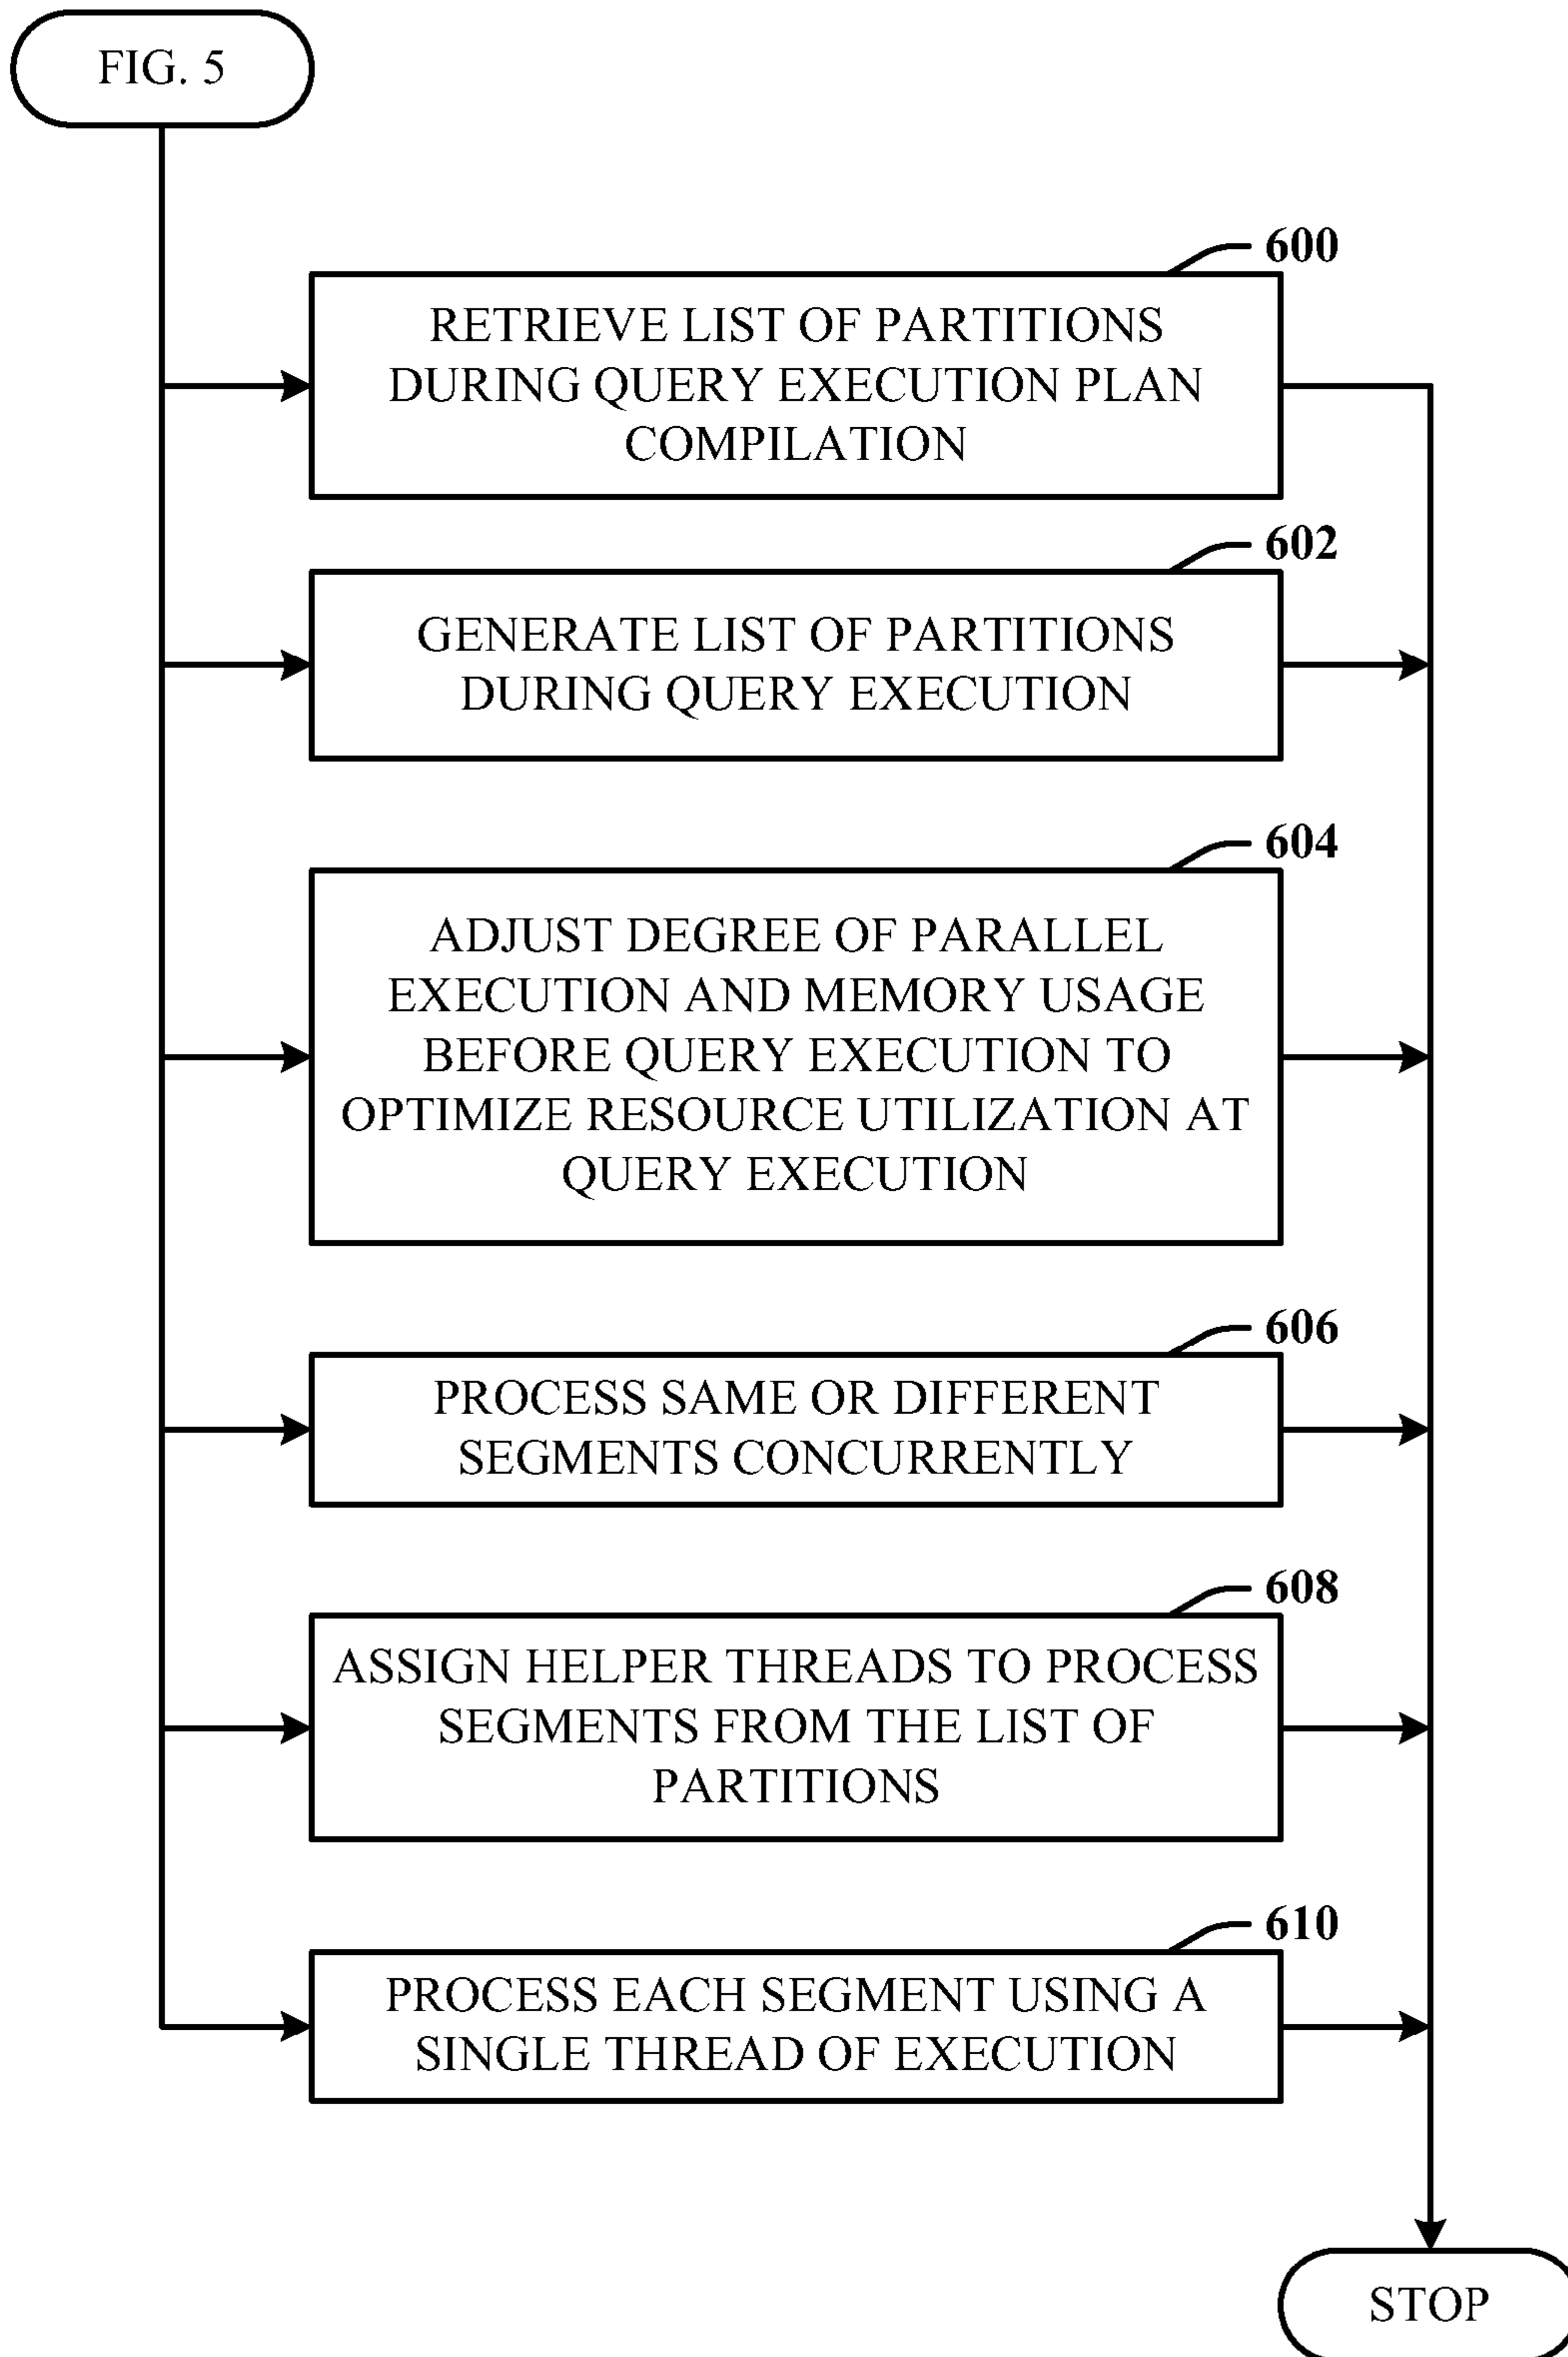 FIG. 5
600
RETRIEVE LIST OF PARTITIONS
DURING QUERY EXECUTION PLAN
COMPILATION
602
GENERATE LIST OF PARTITIONS
DURING QUERY EXECUTION
604
ADJUST DEGREE OF PARALLEL
EXECUTION AND MEMORY USAGE
BEFORE QUERY EXECUTION TO
OPTIMIZE RESOURCE UTILIZATION AT
QUERY EXECUTION
606
PROCESS SAME OR DIFFERENT
SEGMENTS CONCURRENTLY
608
ASSIGN HELPER THREADS TO PROCESS
SEGMENTS FROM THE LIST OF
PARTITIONS
610
PROCESS EACH SEGMENT USING A
SINGLE THREAD OF EXECUTION
STOP